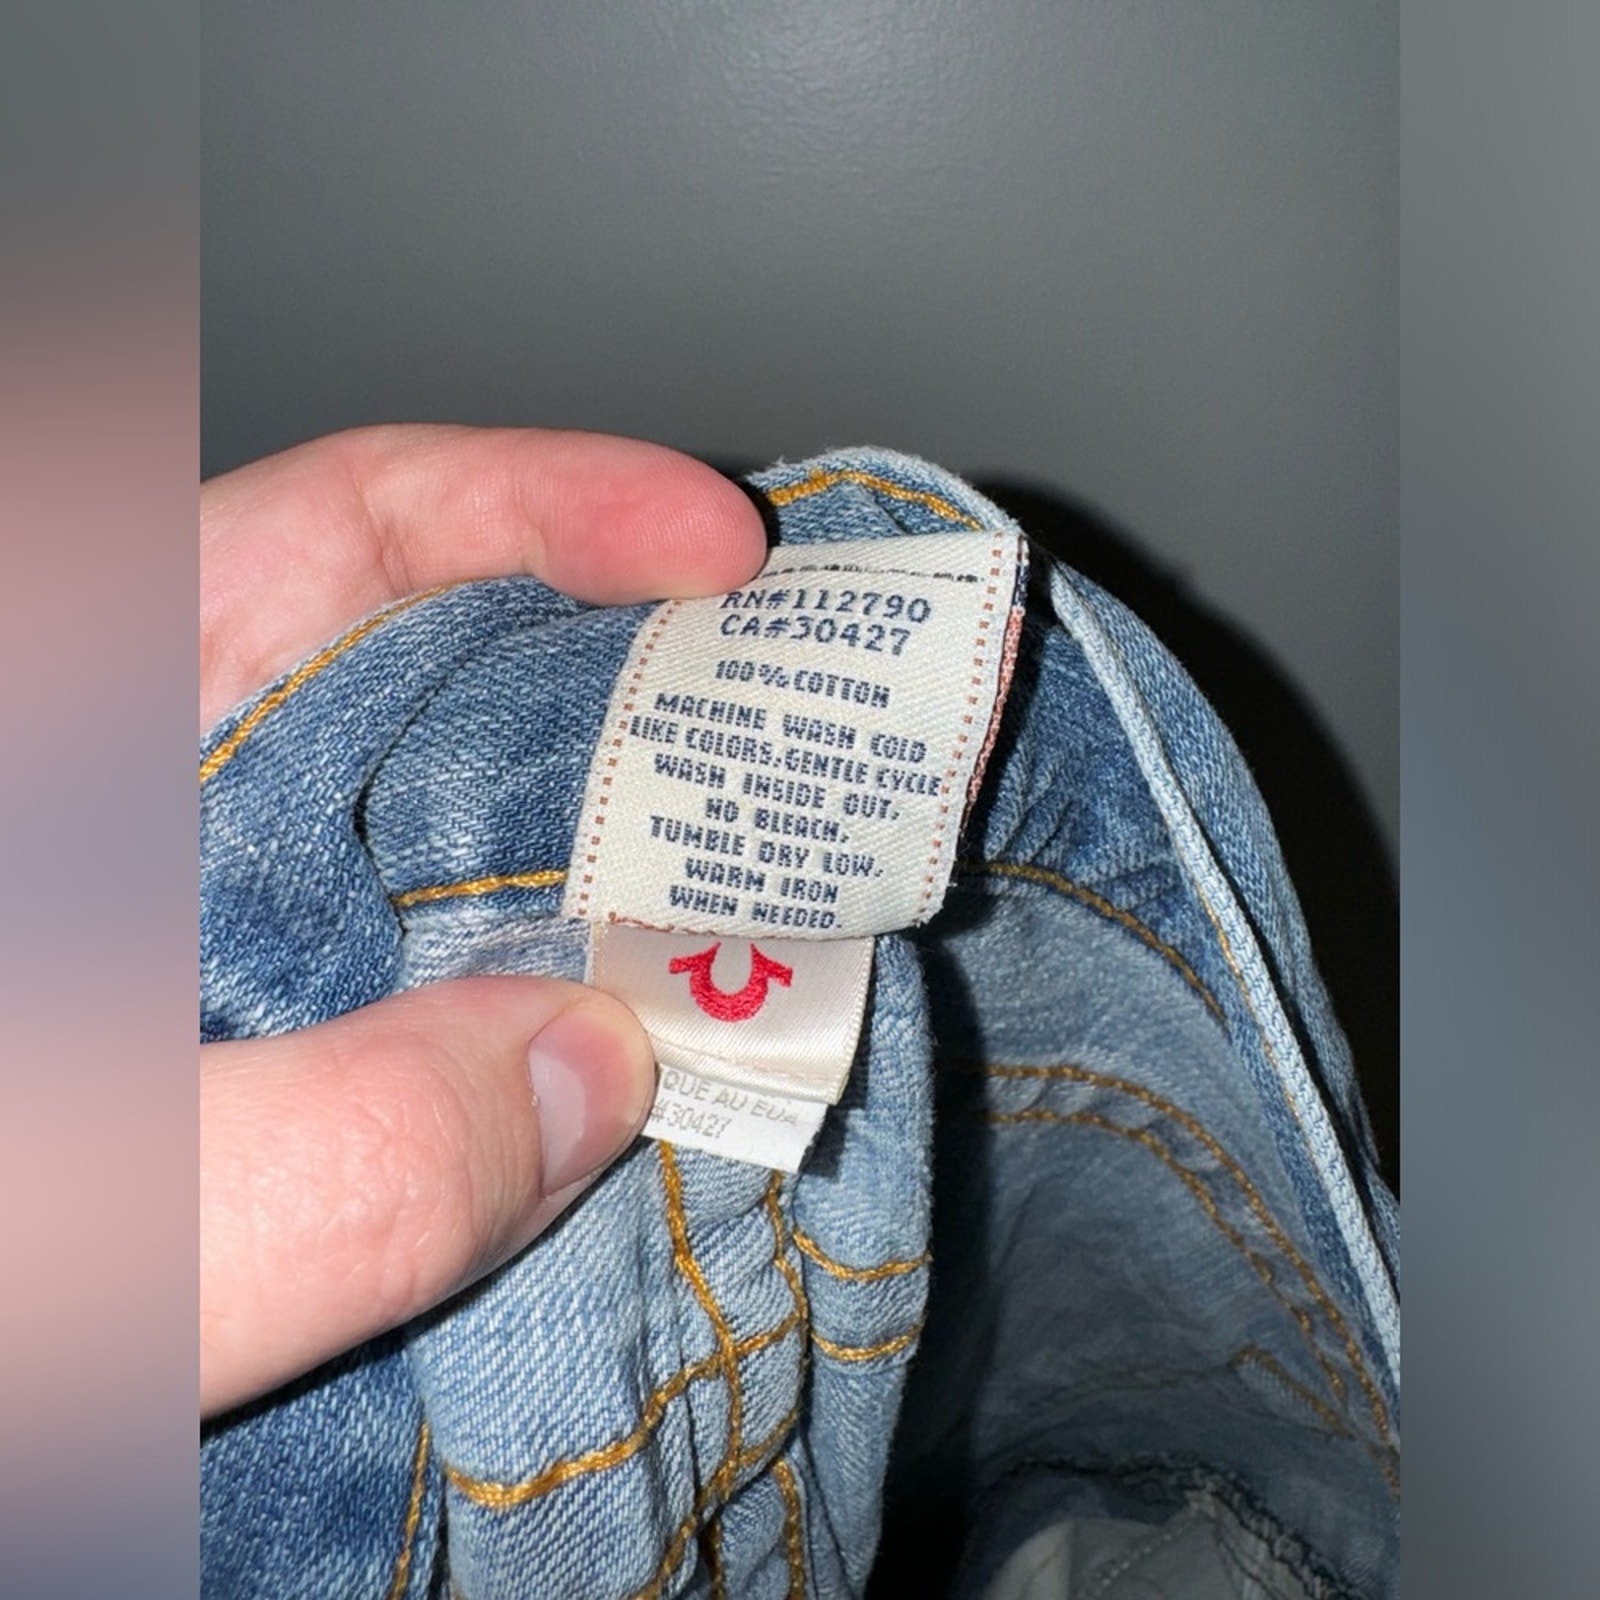 RN#112790
CA#30427
100% COTTON
MACHINE WASH COLD
LIKE COLORS, GENTLE CYCLE
WASH INSIDE OUT,
NO BLEACH,
TUMBLE DRY LOW,
WARM IRON
WHEN NEEDED.
QUE AU EUA
#30427